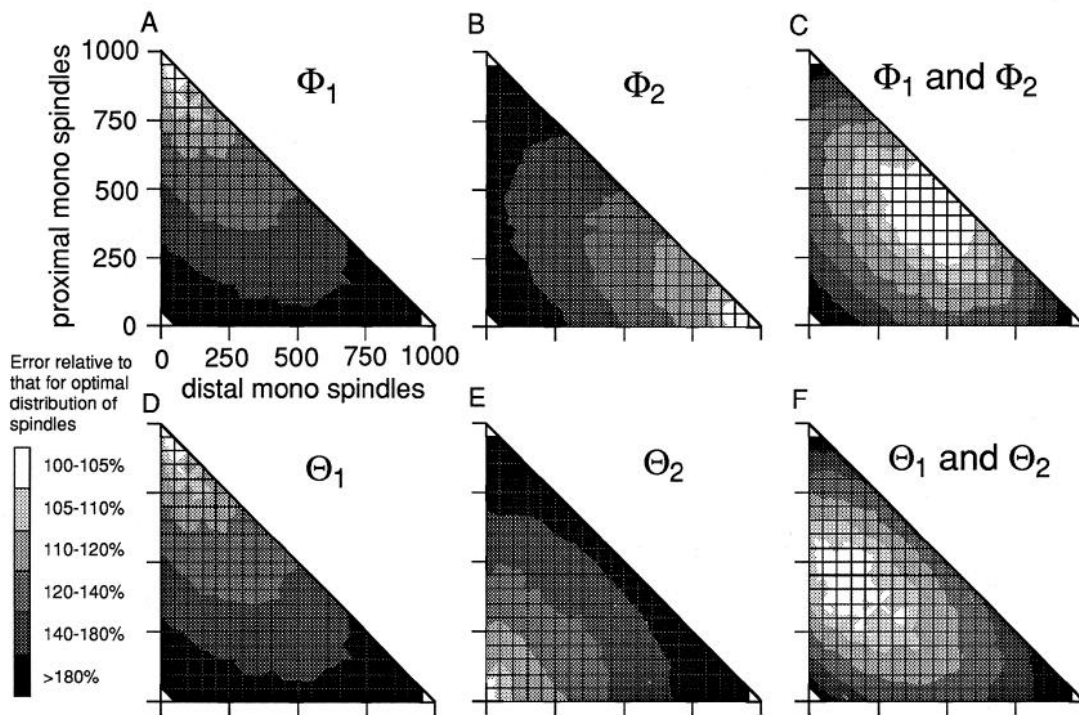 A
B
C
1000
750
500
250
0
proximal mono spindles
Φ1
Φ2
Φ1 and Φ2
0 250 500 750 1000
distal mono spindles
Error relative to
that for optimal
distribution of
spindles
100-105%
105-110%
110-120%
120-140%
140-180%
>180%
D
E
F
Θ1
Θ2
Θ1 and Θ2